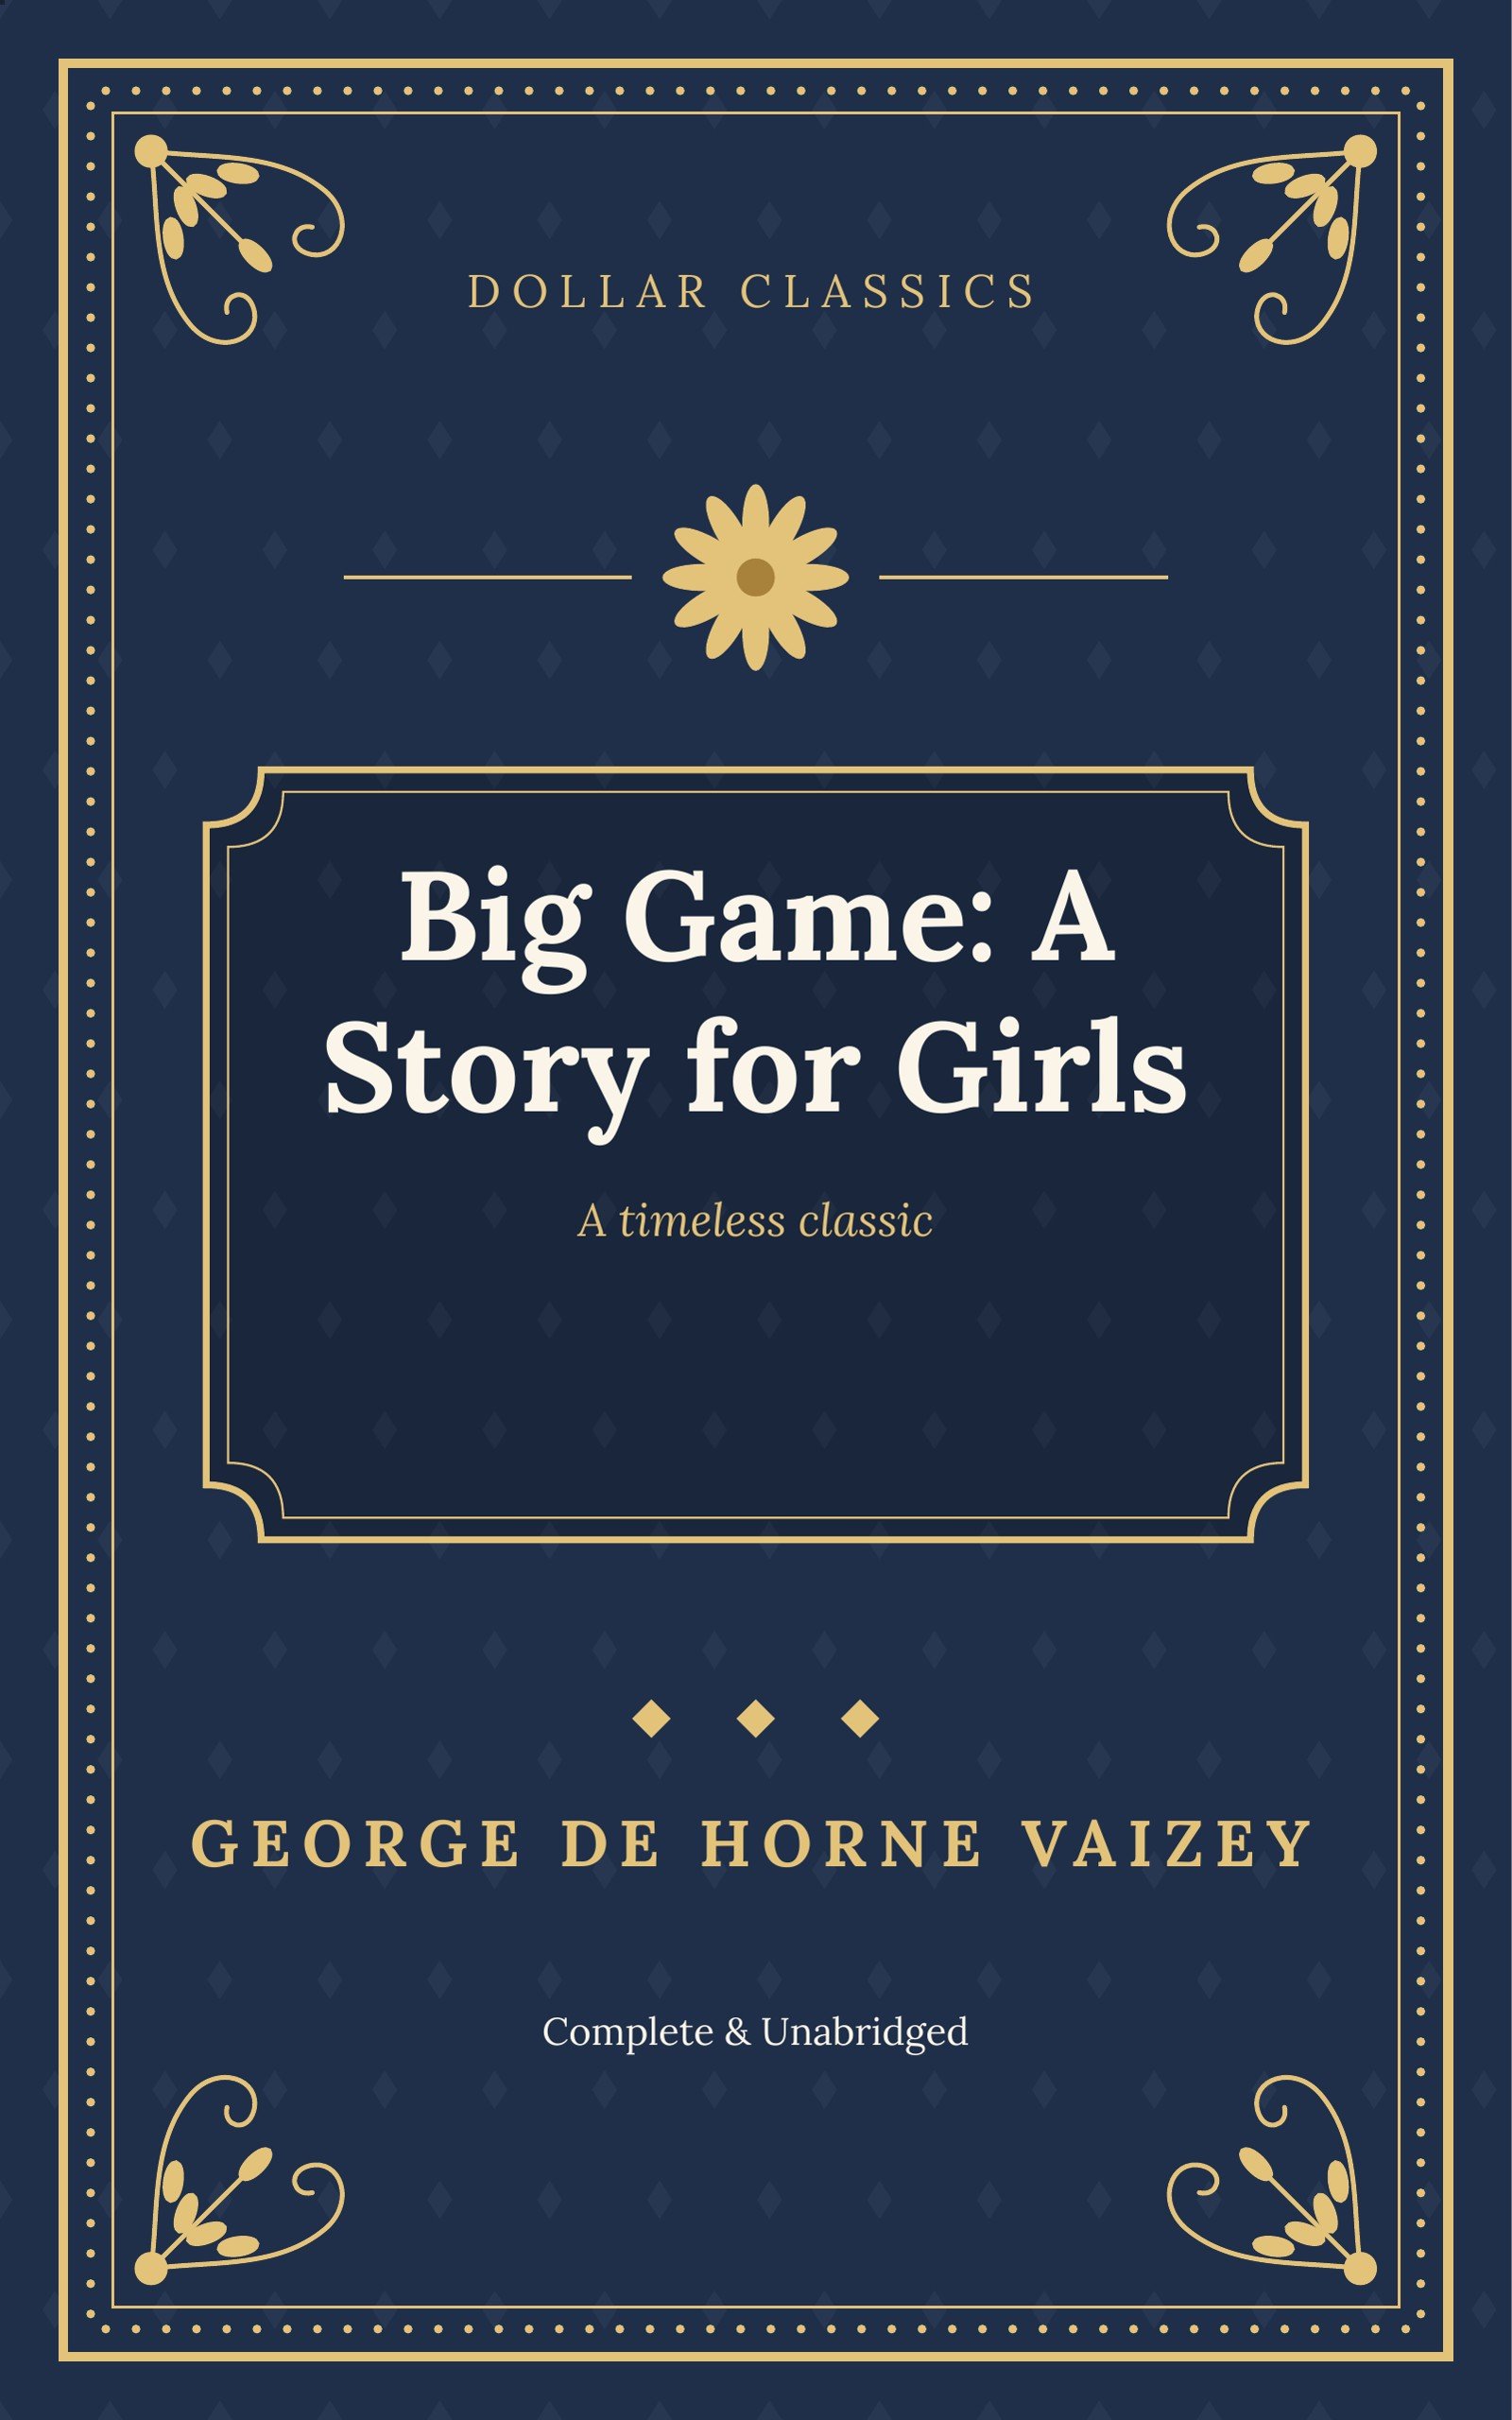 DOLLAR CLASSICS
Big Game: A
Story for Girls
A timeless classic
GEORGE DE HORNE VAIZEY
Complete & Unabridged